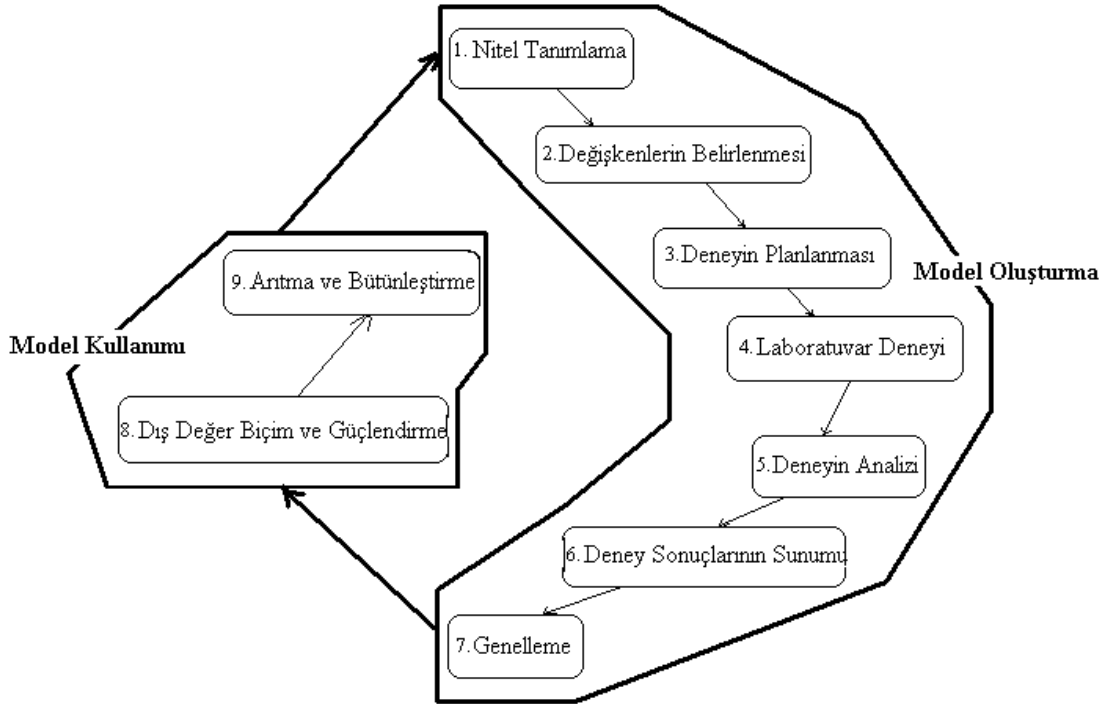 1. Nitel Tanımlama
2. Değişkenlerin Belirlenmesi
3. Deneyin Planlanması
Model Oluşturma
4. Laboratuvar Deneyi
5. Deneyin Analizi
6. Deney Sonuçlarının Sunumu
7. Genelleme
8. Dış Değer Biçim ve Güçlendirme
Model Kullanımı
9. Arıtma ve Bütünleştirme